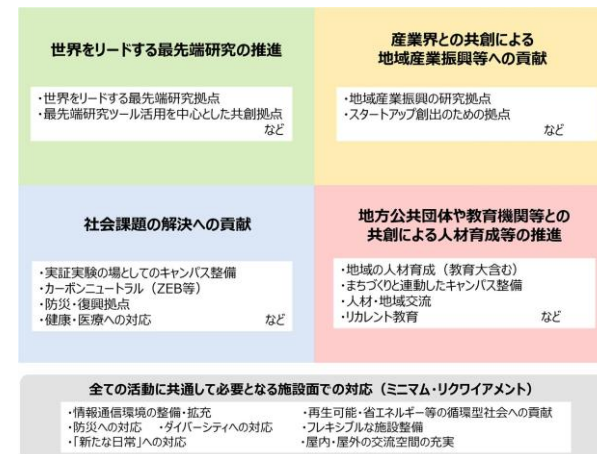 世界をリードする最先端研究の推進
・世界をリードする最先端研究拠点
・最先端研究ツール活用を中心とした共創拠点
など
産業界との共創による
地域産業振興等への貢献
・地域産業振興の研究拠点
・スタートアップ創出のための拠点
など
社会課題の解決への貢献
・実証実験の場としてのキャンパス整備
・カーボンニュートラル（ZEB等）
・防災・復興拠点
・健康・医療への対応 など
地方公共団体や教育機関等との
共創による人材育成等の推進
・地域の人材育成（教育大含む）
・まちづくりと連動したキャンパス整備
・人材・地域交流
・リカレント教育 など
全ての活動に共通して必要となる施設面での対応（ミニマム・リクワイアメント）
・情報通信環境の整備・拡充
・防災への対応 ・ダイバーシティへの対応
・「新たな日常」への対応
・再生可能・省エネルギー等の循環型社会への貢献
・フレキシブルな施設整備
・屋内・屋外の交流空間の充実